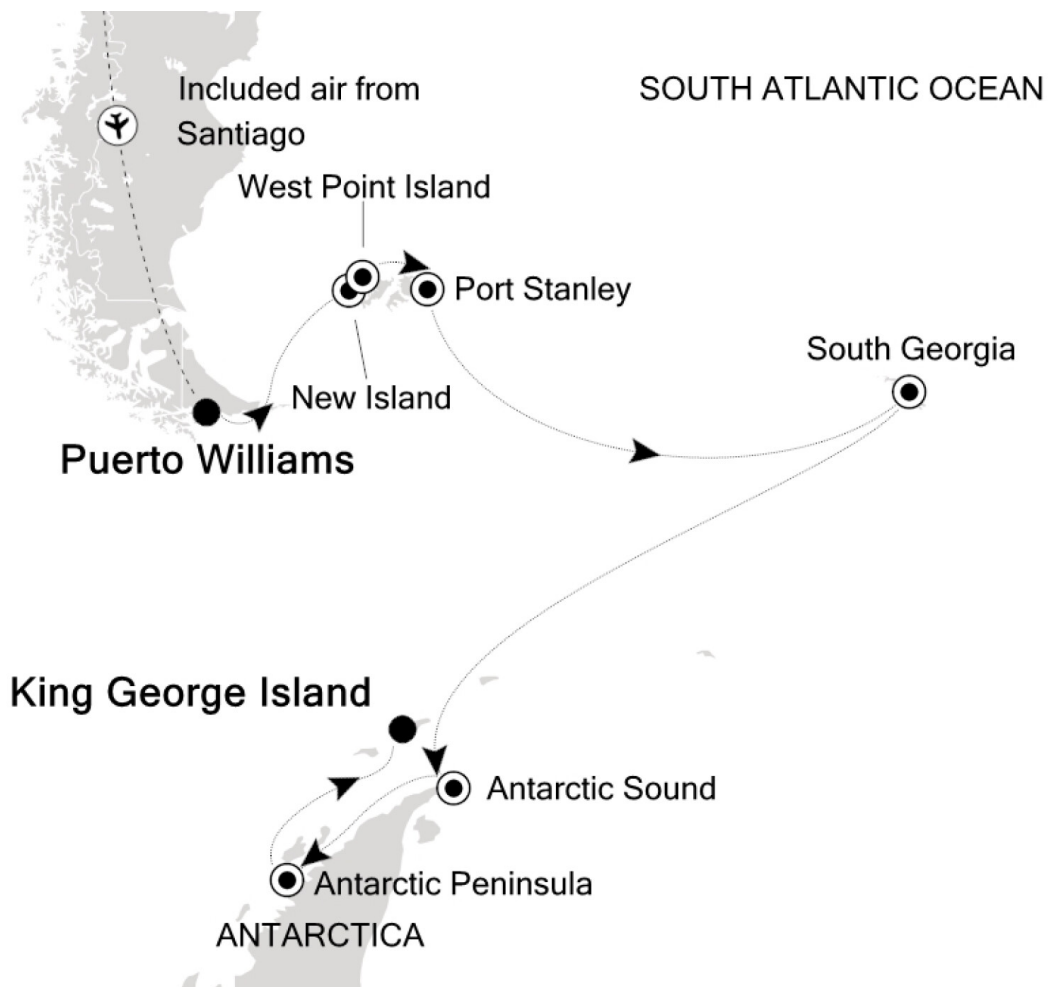 Included air from
Santiago
SOUTH ATLANTIC OCEAN
West Point Island
Port Stanley
South Georgia
New Island
Puerto Williams
King George Island
Antarctic Sound
Antarctic Peninsula
ANTARCTICA